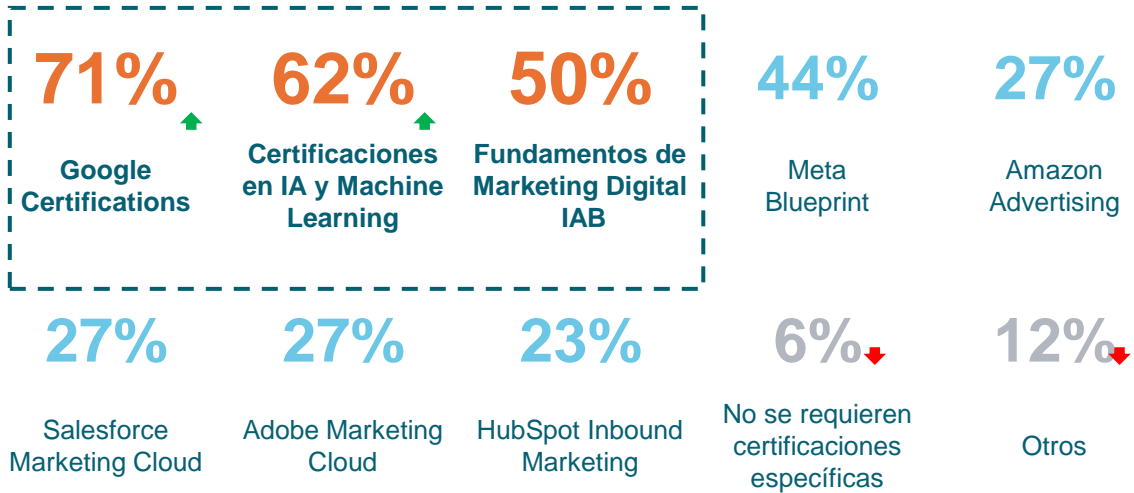 71%
Google
Certifications
62%
Certificaciones
en IA y Machine
Learning
50%
Fundamentos de
Marketing Digital
IAB
44%
Meta
Blueprint
27%
Amazon
Advertising
27%
Salesforce
Marketing Cloud
27%
Adobe Marketing
Cloud
23%
HubSpot Inbound
Marketing
6%
No se requieren
certificaciones
específicas
12%
Otros